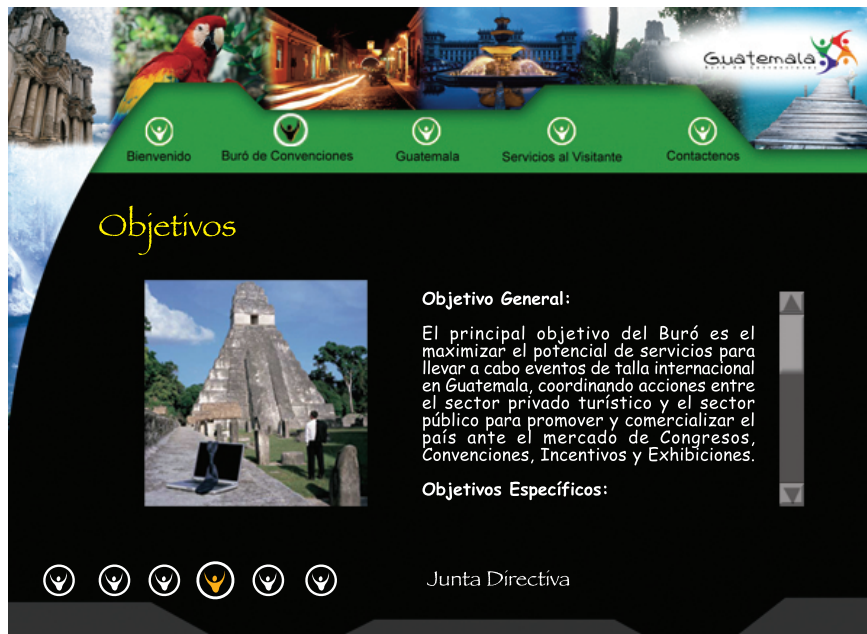 Guatemala
Buró de Convenciones
Bienvenido
Buró de Convenciones
Guatemala
Servicios al Visitante
Contactenos
Objetivos
Objetivo General:
El principal objetivo del Buró es el
maximizar el potencial de servicios para
llevar a cabo eventos de talla internacional
en Guatemala, coordinando acciones entre
el sector privado turístico y el sector
público para promover y comercializar el
país ante el mercado de Congresos,
Convenciones, Incentivos y Exhibiciones.
Objetivos Específicos:
Junta Directiva